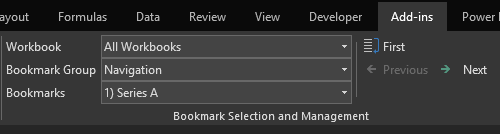 ayout Formulas Data Review View Developer Add-ins Power
Workbook All Workbooks First
Bookmark Group Navigation Previous Next
Bookmarks 1) Series A
Bookmark Selection and Management